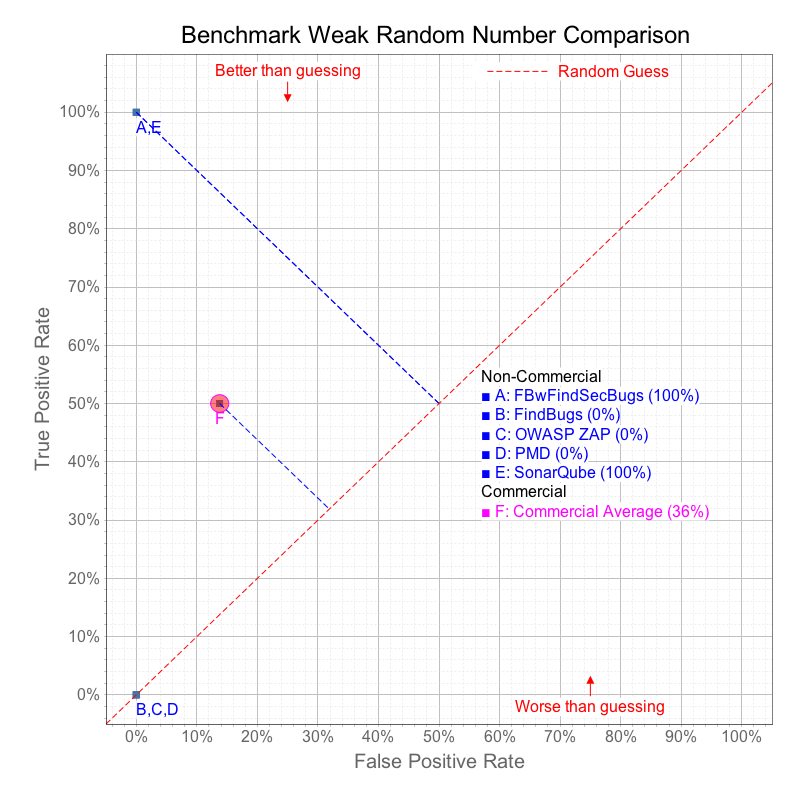 Benchmark Weak Random Number Comparison
Better than guessing
Random Guess
100%
A,E
90%
80%
70%
True Positive Rate
60%
50%
F
40%
30%
20%
10%
0%
Non-Commercial
■ A: FBwFindSecBugs (100%)
■ B: FindBugs (0%)
■ C: OWASP ZAP (0%)
■ D: PMD (0%)
■ E: SonarQube (100%)
Commercial
■ F: Commercial Average (36%)
B,C,D
Worse than guessing
0% 10% 20% 30% 40% 50% 60% 70% 80% 90% 100%
False Positive Rate